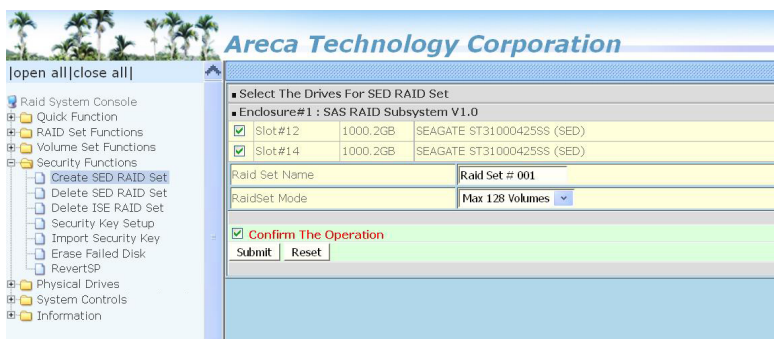 Areca Technology Corporation
|open all|close all|
Raid System Console
Quick Function
RAID Set Functions
Volume Set Functions
Security Functions
Create SED RAID Set
Delete SED RAID Set
Delete ISE RAID Set
Security Key Setup
Import Security Key
Erase Failed Disk
RevertSP
Physical Drives
System Controls
Information
Select The Drives For SED RAID Set
Enclosure#1 : SAS RAID Subsystem V1.0
Slot#12 1000.2GB SEAGATE ST31000425SS (SED)
Slot#14 1000.2GB SEAGATE ST31000425SS (SED)
Raid Set Name Raid Set # 001
RaidSet Mode Max 128 Volumes
Confirm The Operation
Submit Reset